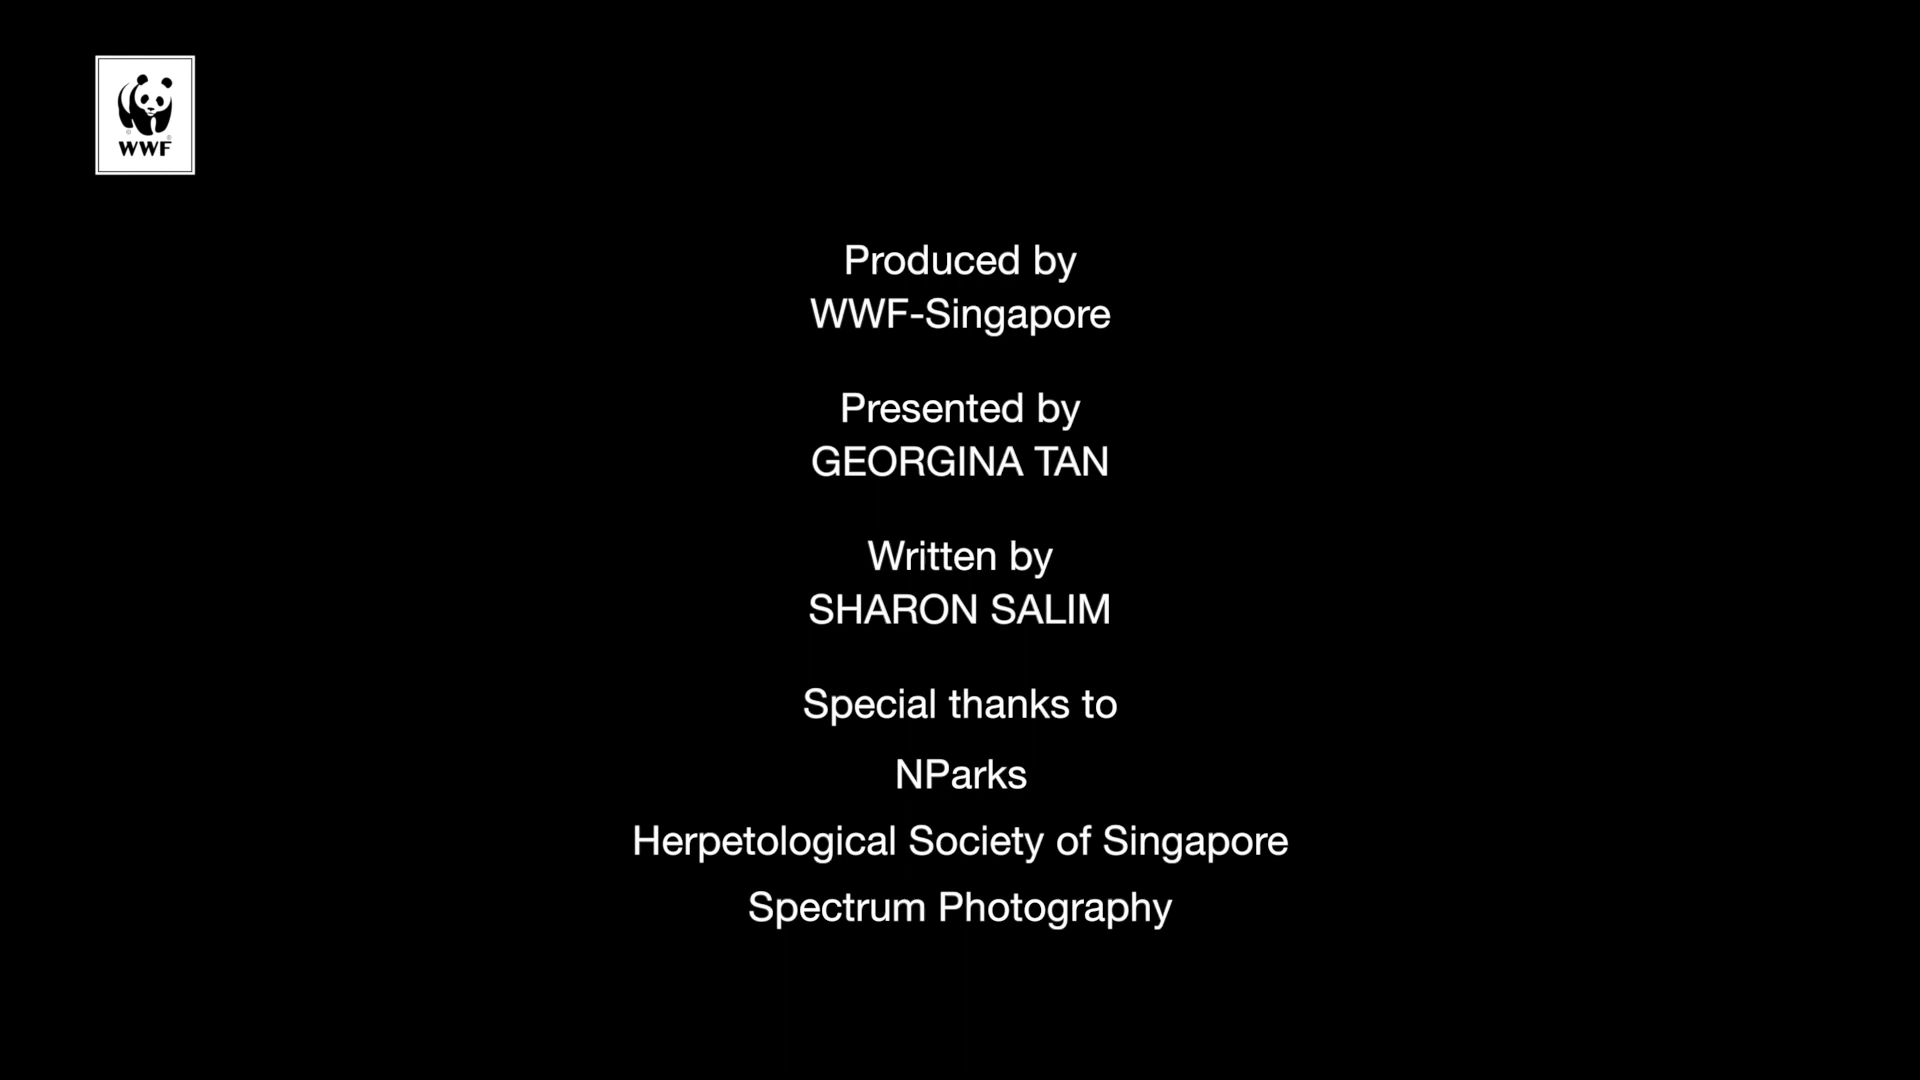 WWF
Produced by
WWF-Singapore
Presented by
GEORGINA TAN
Written by
SHARON SALIM
Special thanks to
NParks
Herpetological Society of Singapore
Spectrum Photography